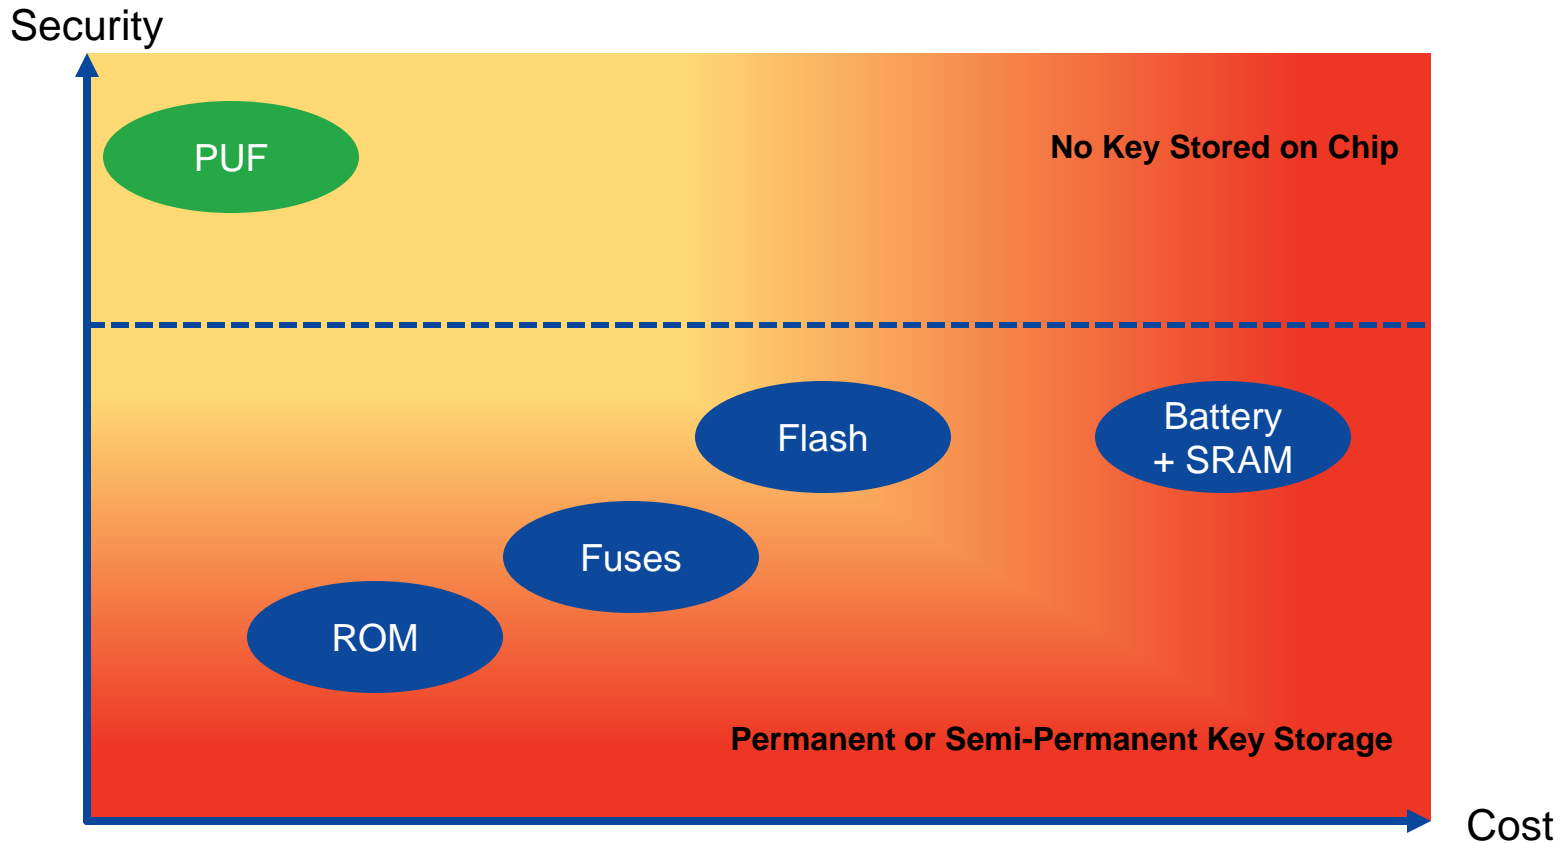 Security
PUF
No Key Stored on Chip
Flash
Battery
+ SRAM
Fuses
ROM
Permanent or Semi-Permanent Key Storage
Cost